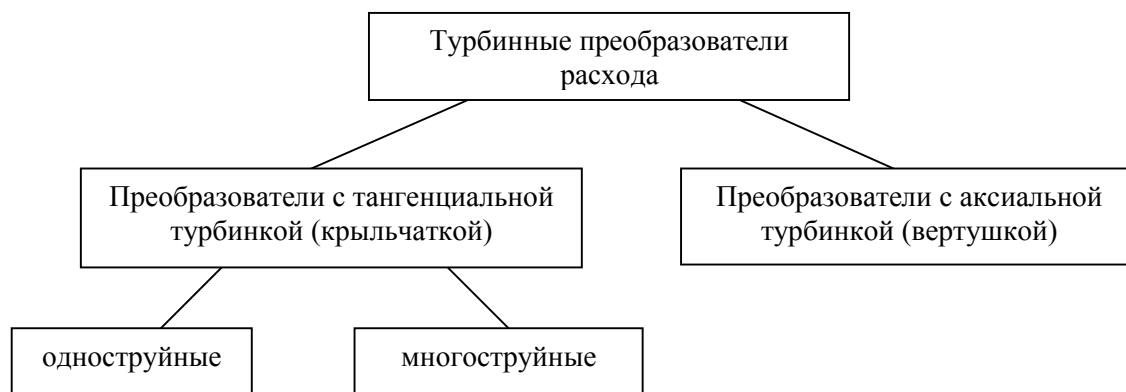 Турбинные преобразователи
расхода
Преобразователи с тангенциальной
турбинкой (крыльчаткой)
Преобразователи с аксиальной
турбинкой (вертушкой)
одноструйные
многоструйные